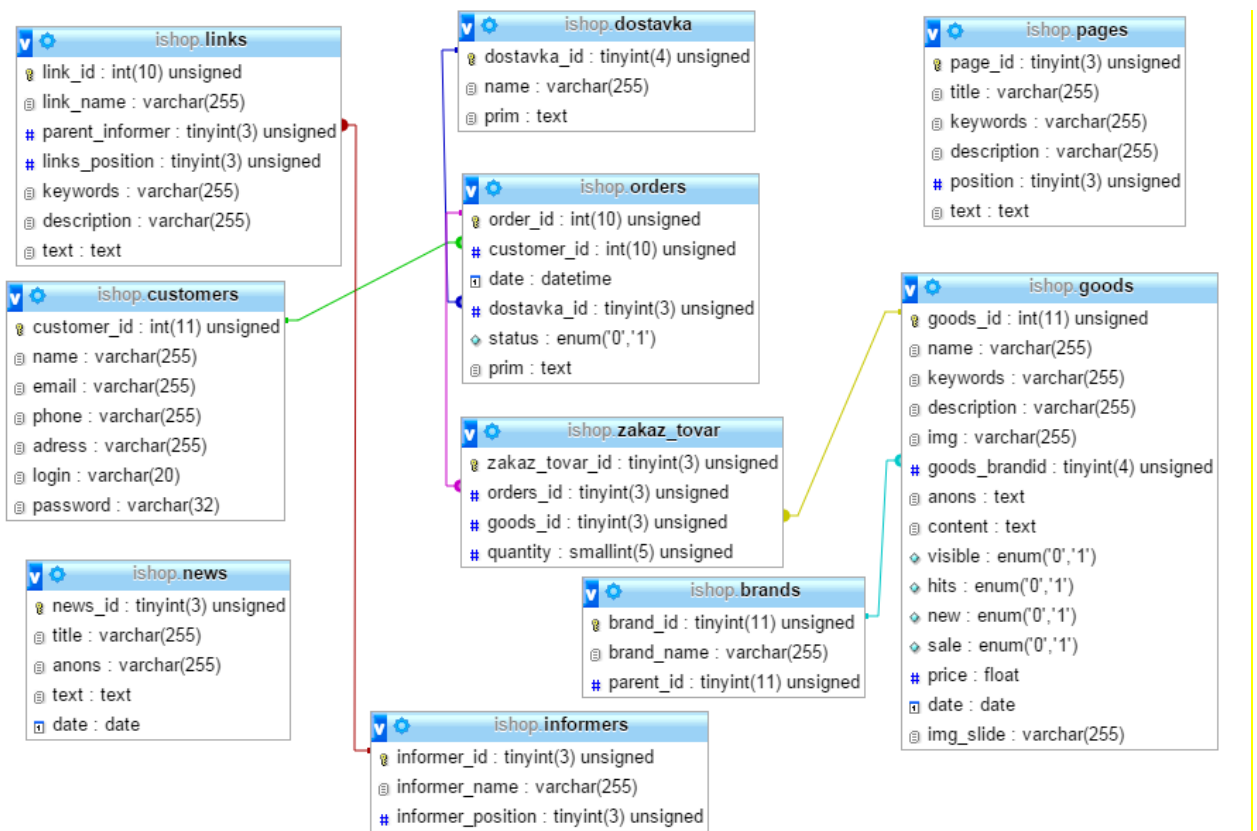 ishop.links
link_id : int(10) unsigned
link_name : varchar(255)
parent_informer : tinyint(3) unsigned
links_position : tinyint(3) unsigned
keywords : varchar(255)
description : varchar(255)
text : text
ishop.dostavka
dostavka_id : tinyint(4) unsigned
name : varchar(255)
prim : text
ishop.pages
page_id : tinyint(3) unsigned
title : varchar(255)
keywords : varchar(255)
description : varchar(255)
position : tinyint(3) unsigned
text : text
ishop.orders
order_id : int(10) unsigned
customer_id : int(10) unsigned
date : datetime
dostavka_id : tinyint(3) unsigned
status : enum('0','1')
prim : text
ishop.customers
customer_id : int(11) unsigned
name : varchar(255)
email : varchar(255)
phone : varchar(255)
adress : varchar(255)
login : varchar(20)
password : varchar(32)
ishop.goods
goods_id : int(11) unsigned
name : varchar(255)
keywords : varchar(255)
description : varchar(255)
img : varchar(255)
goods_brandid : tinyint(4) unsigned
anons : text
content : text
visible : enum('0','1')
hits : enum('0','1')
new : enum('0','1')
sale : enum('0','1')
price : float
date : date
img_slide : varchar(255)
ishop.zakaz_tovar
zakaz_tovar_id : tinyint(3) unsigned
orders_id : tinyint(3) unsigned
goods_id : tinyint(3) unsigned
quantity : smallint(5) unsigned
ishop.news
news_id : tinyint(3) unsigned
title : varchar(255)
anons : varchar(255)
text : text
date : date
ishop.brands
brand_id : tinyint(11) unsigned
brand_name : varchar(255)
parent_id : tinyint(11) unsigned
ishop.informers
informer_id : tinyint(3) unsigned
informer_name : varchar(255)
informer_position : tinyint(3) unsigned